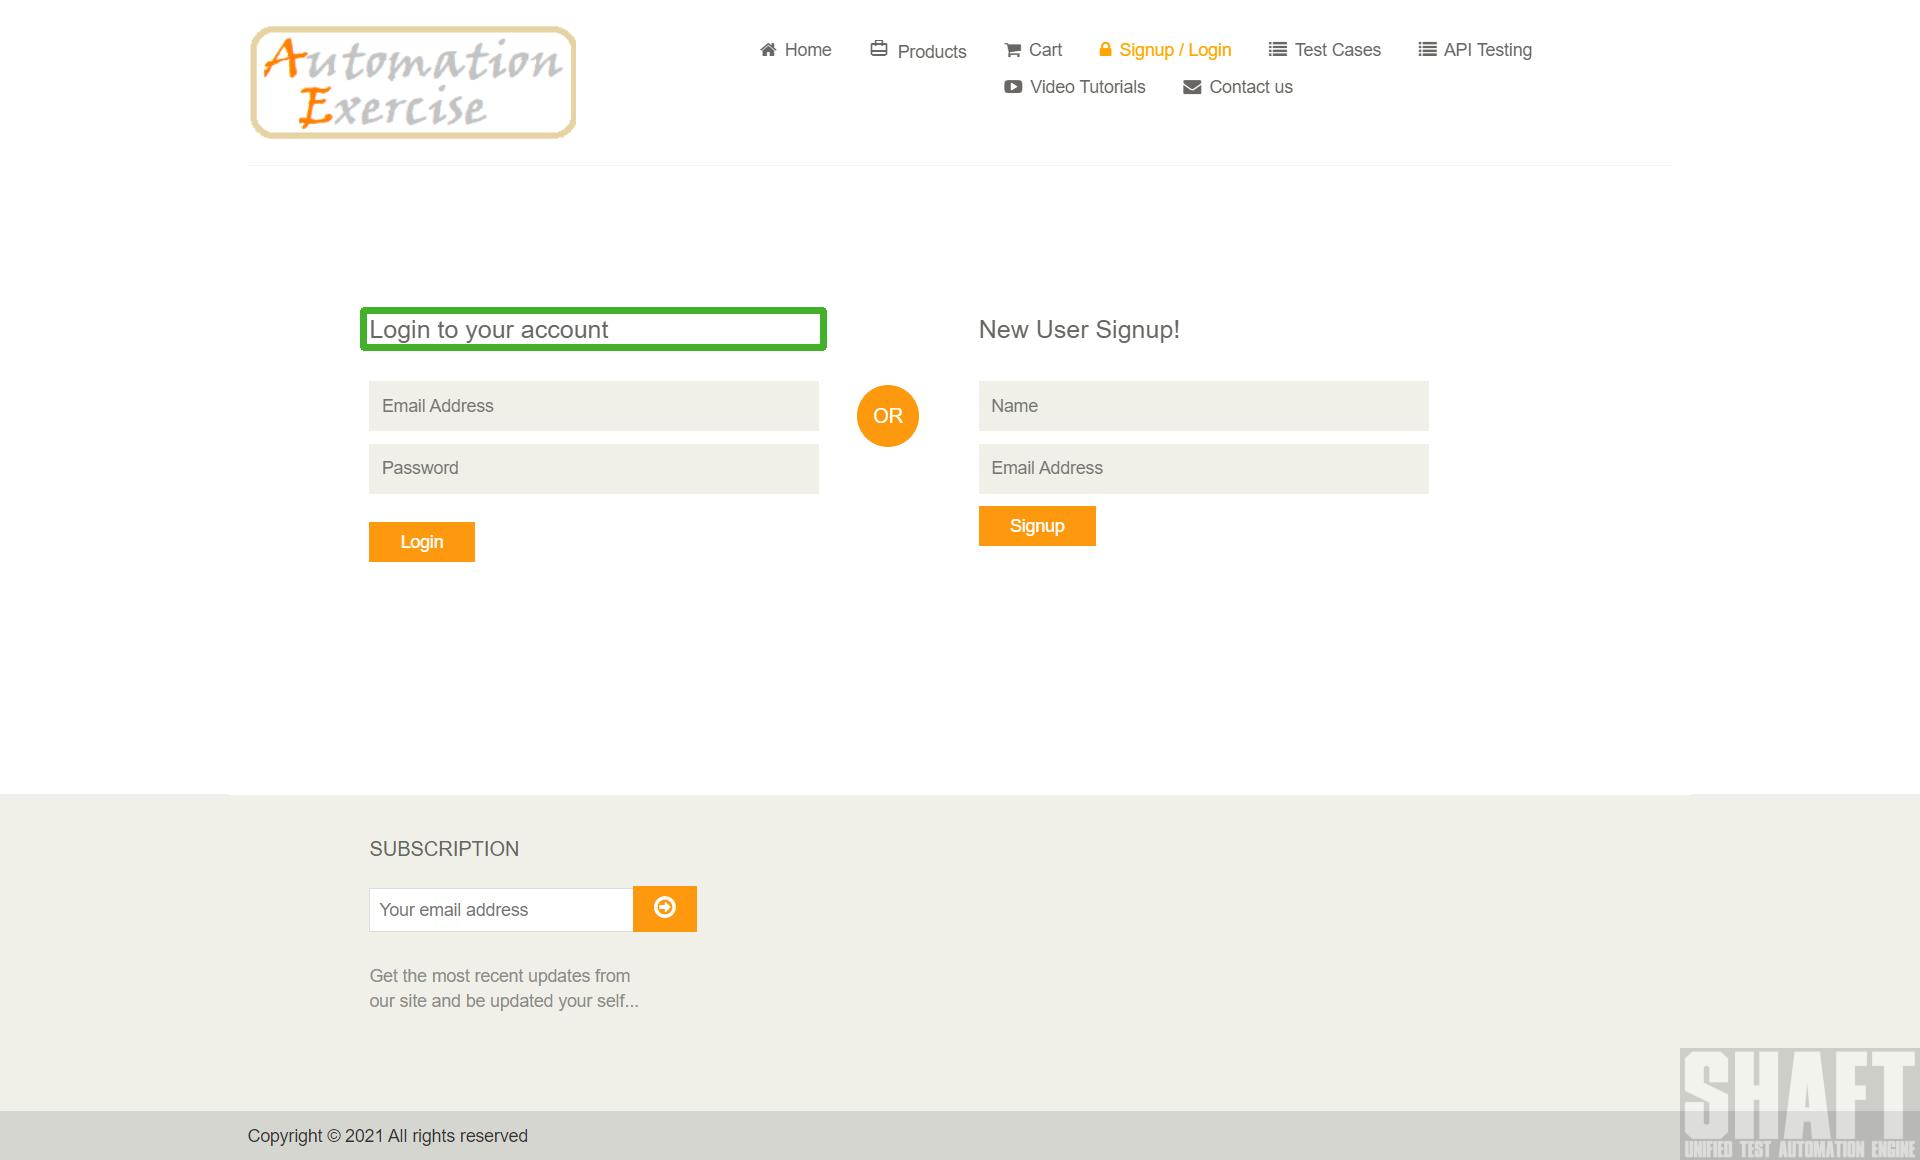 Automation
Exercise
Home
Products
Cart
Signup / Login
Test Cases
API Testing
Video Tutorials
Contact us
Login to your account
Email Address
Password
Login
OR
New User Signup!
Name
Email Address
Signup
SUBSCRIPTION
Your email address
Get the most recent updates from
our site and be updated your self...
Copyright © 2021 All rights reserved
SHAFT
UNIFIED TEST AUTOMATION ENGINE